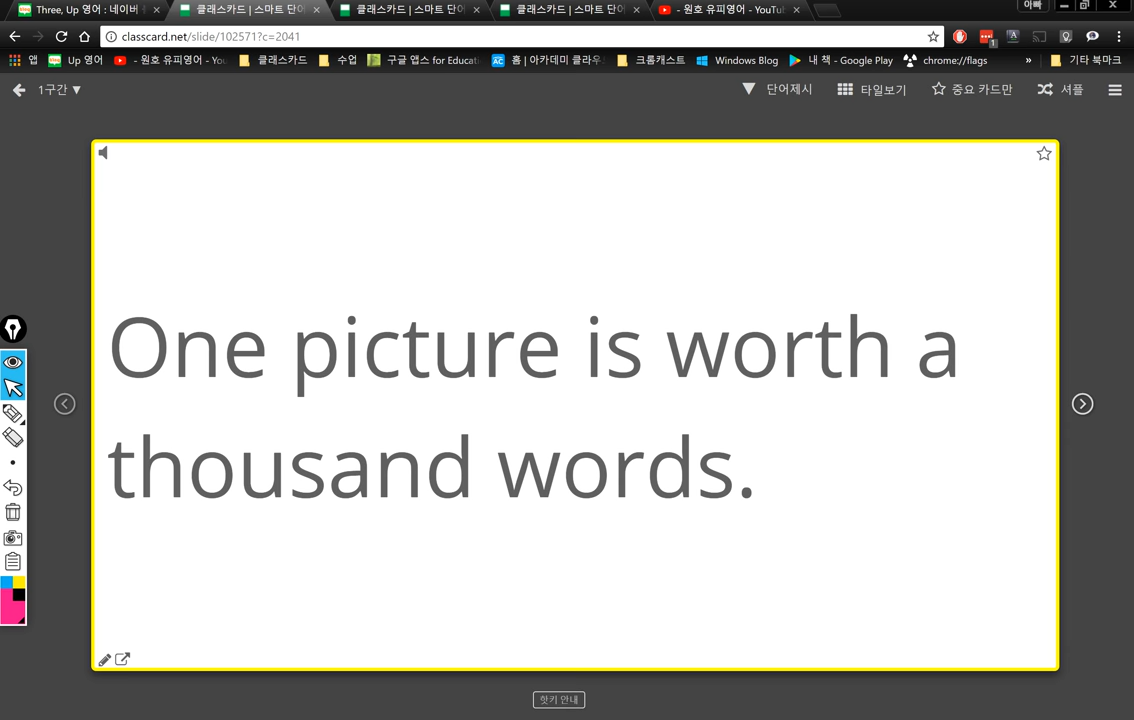 Three, Up 영어 : 네이버
클래스카드 | 스마트 단어
클래스카드 | 스마트 단어
클래스카드 | 스마트 단어
- 원호 유피영어 - YouTu
아빠
classcard.net/slide/102571?c=2041
1
앱
Up 영어
- 원호 유피영어 - You
클래스카드
수업
구글 앱스 for Educati
홈 | 아카데미 클라우
크롬캐스트
Windows Blog
내 책 - Google Play
chrome://flags
»
기타 북마크
1구간 ▼
단어제시
타일보기
중요 카드만
셔플
One picture is worth a
thousand words.
핫키 안내